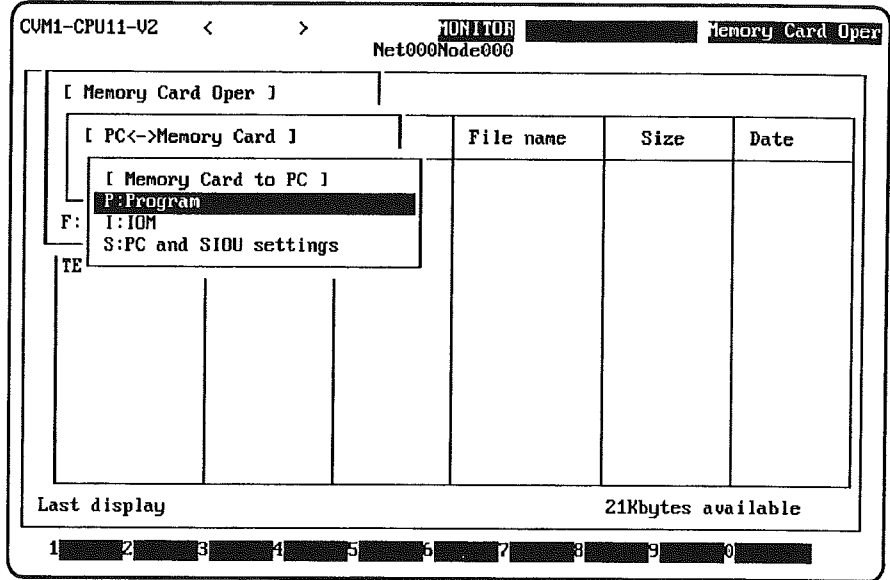 CVM1-CPU11-V2 < > MONITOR Memory Card Oper
Net000Node000
[ Memory Card Oper ]
[ PC<->Memory Card ] File name Size Date
[ Memory Card to PC ]
P:Program
F: I:IOM
S:PC and SIOU settings
TE
Last display 21Kbytes available
1 2 3 4 5 6 7 8 9 0